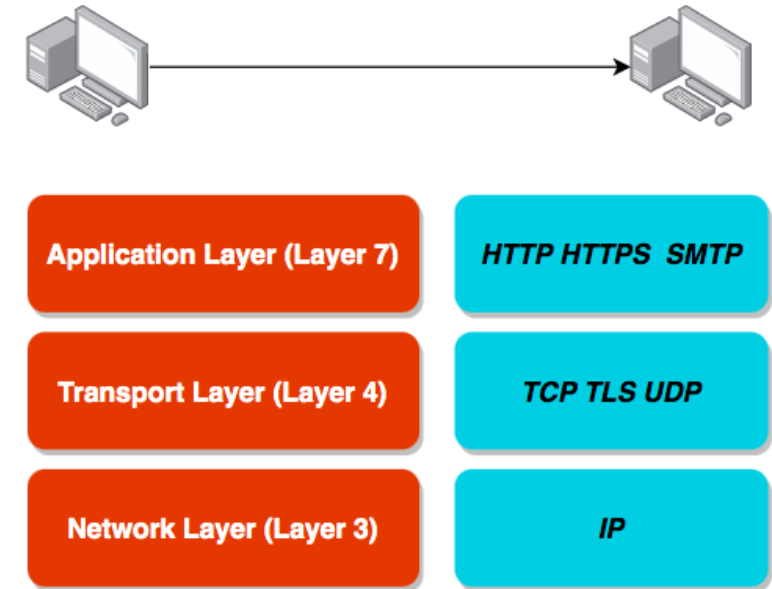 Application Layer (Layer 7)
HTTP HTTPS  SMTP
Transport Layer (Layer 4)
TCP TLS UDP
Network Layer (Layer 3)
IP